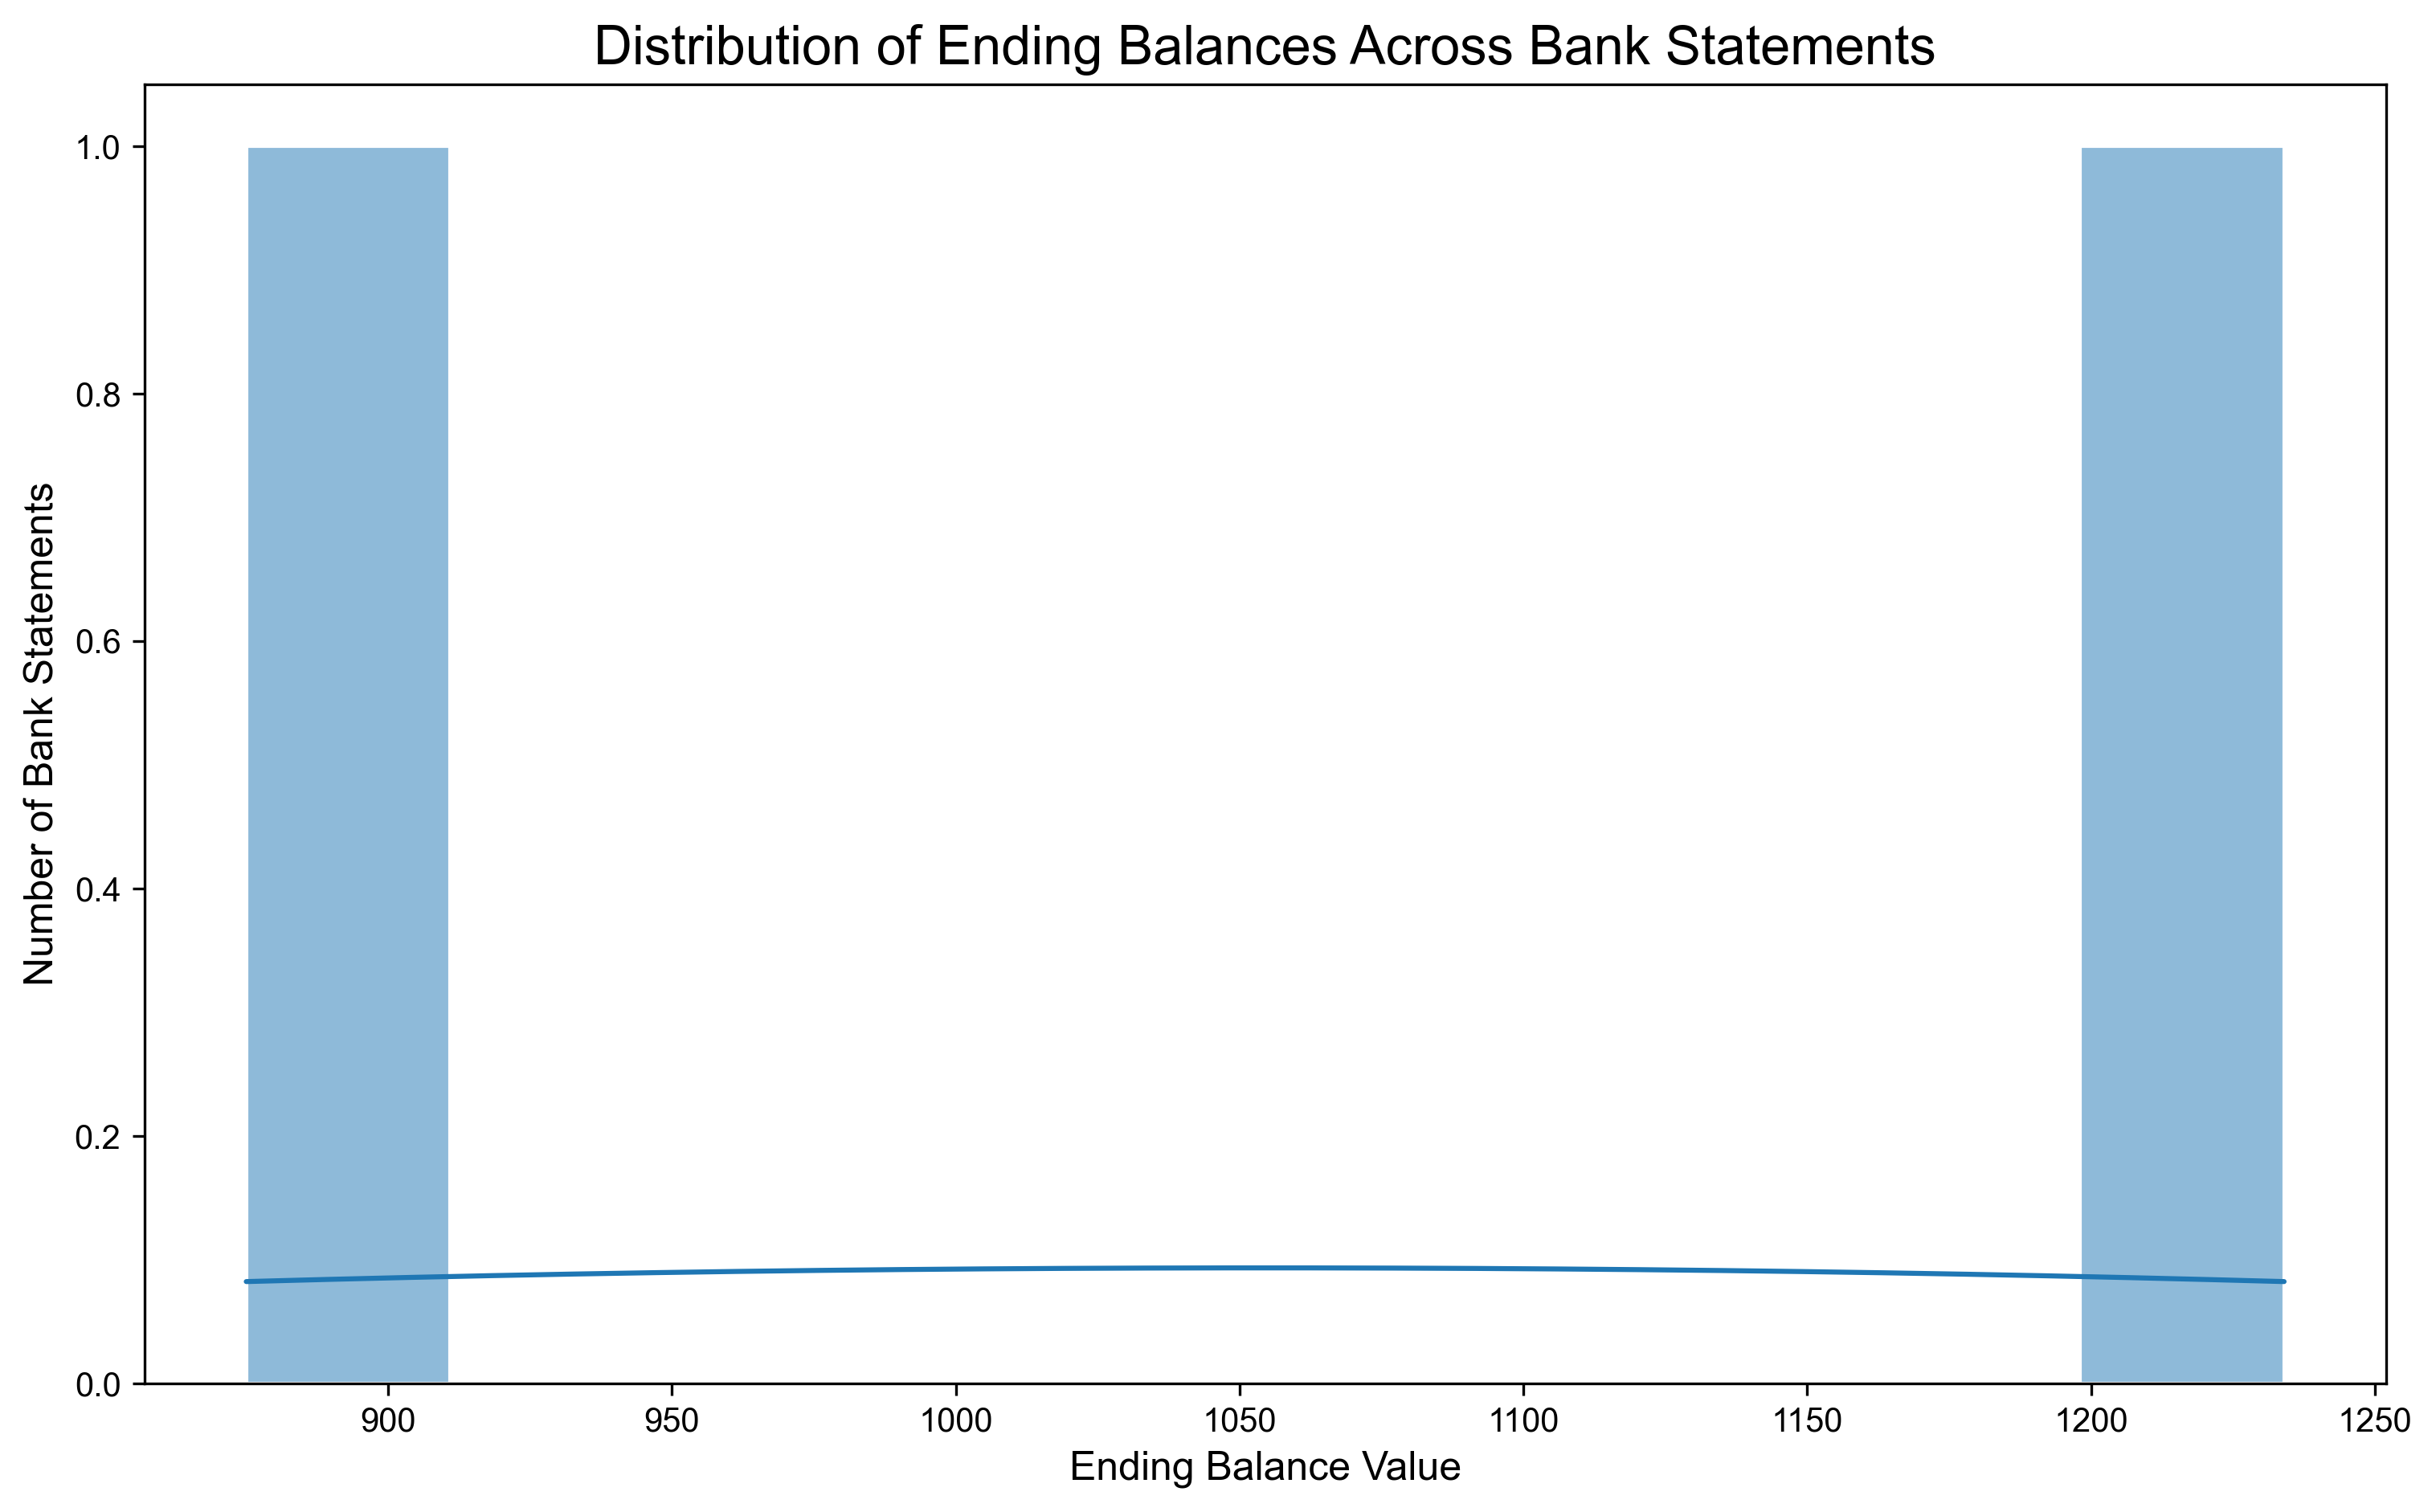 Distribution of Ending Balances Across Bank Statements
Number of Bank Statements
1.0
0.8
0.6
0.4
0.2
0.0
900 950 1000 1050 1100 1150 1200 1250
Ending Balance Value